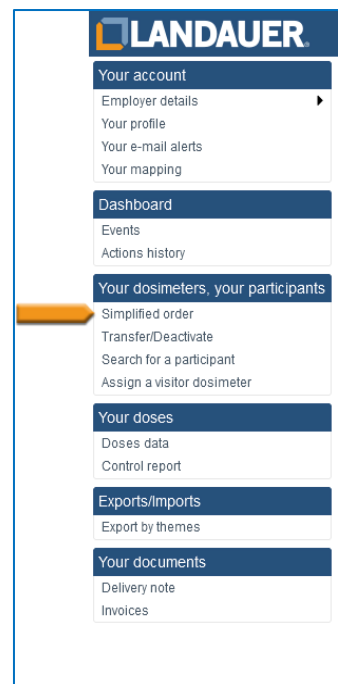 LANDAUER.
Your account
Employer details
Your profile
Your e-mail alerts
Your mapping
Dashboard
Events
Actions history
Your dosimeters, your participants
Simplified order
Transfer/Deactivate
Search for a participant
Assign a visitor dosimeter
Your doses
Doses data
Control report
Exports/Imports
Export by themes
Your documents
Delivery note
Invoices